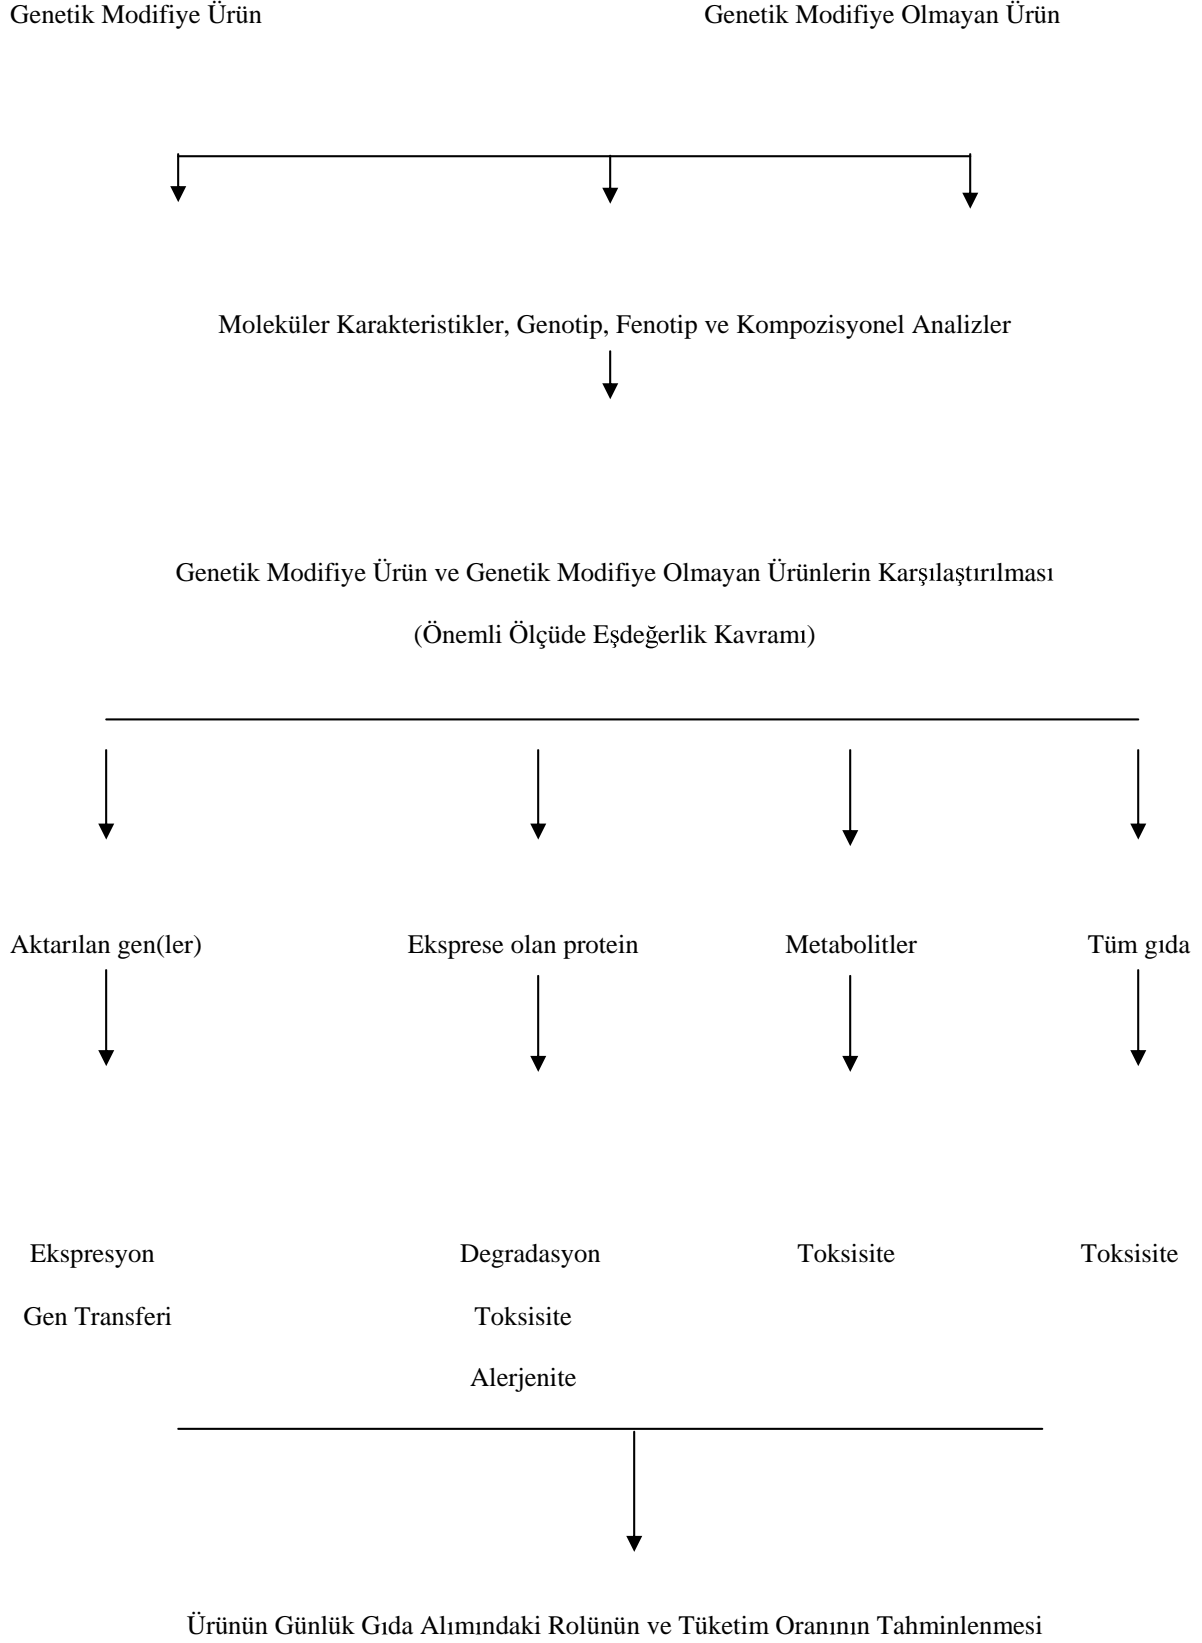 Genetik Modifiye Ürün Genetik Modifiye Olmayan Ürün
Moleküler Karakteristikler, Genotip, Fenotip ve Kompozisyonel Analizler
Genetik Modifiye Ürün ve Genetik Modifiye Olmayan Ürünlerin Karşılaştırılması
(Önemli Ölçüde Eşdeğerlik Kavramı)
Aktarılan gen(ler) Eksprese olan protein Metabolitler Tüm gıda
Ekspresyon Degradasyon Toksisite Toksisite
Gen Transferi Toksisite
Alerjenite
Ürünün Günlük Gıda Alımındaki Rolünün ve Tüketim Oranının Tahminlenmesi